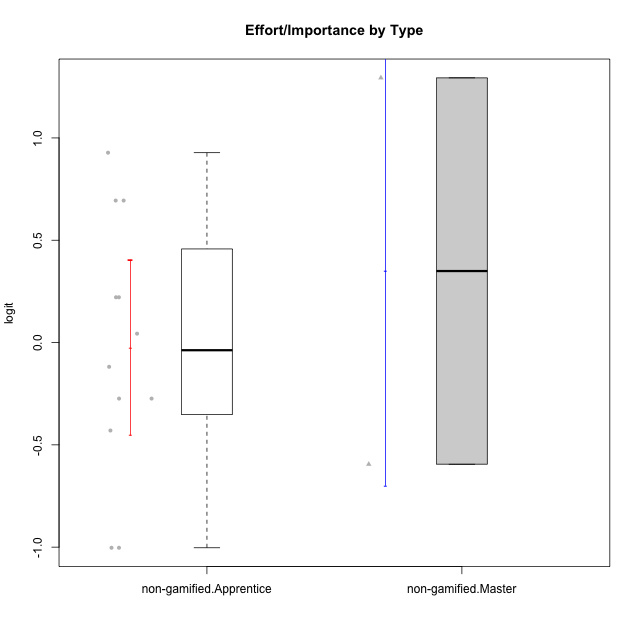 Effort/Importance by Type
logit
1.0
0.5
0.0
-0.5
-1.0
non-gamified.Apprentice
non-gamified.Master